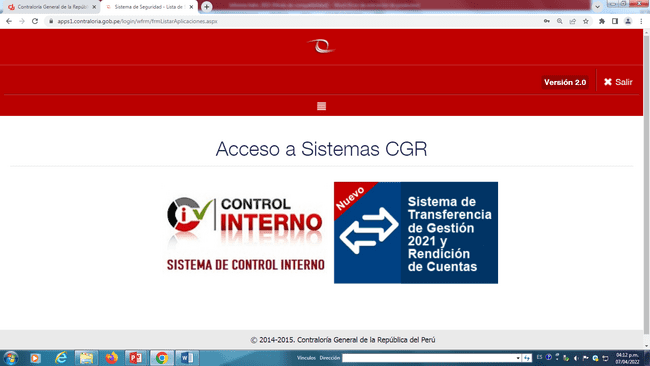 Contraloría General de la Repúbl
Sistema de Seguridad - Lista de
apps1.contraloria.gob.pe/login/wfrm/frmListarAplicaciones.aspx
Versión 2.0
Salir
Acceso a Sistemas CGR
CONTROL
INTERNO
SISTEMA DE CONTROL INTERNO
Nuevo
Sistema de
Transferencia
de Gestión
2021 y
Rendición
de Cuentas
© 2014-2015. Contraloría General de la República del Perú
Vínculos Dirección
ES
04:12 p.m.
07/04/2022